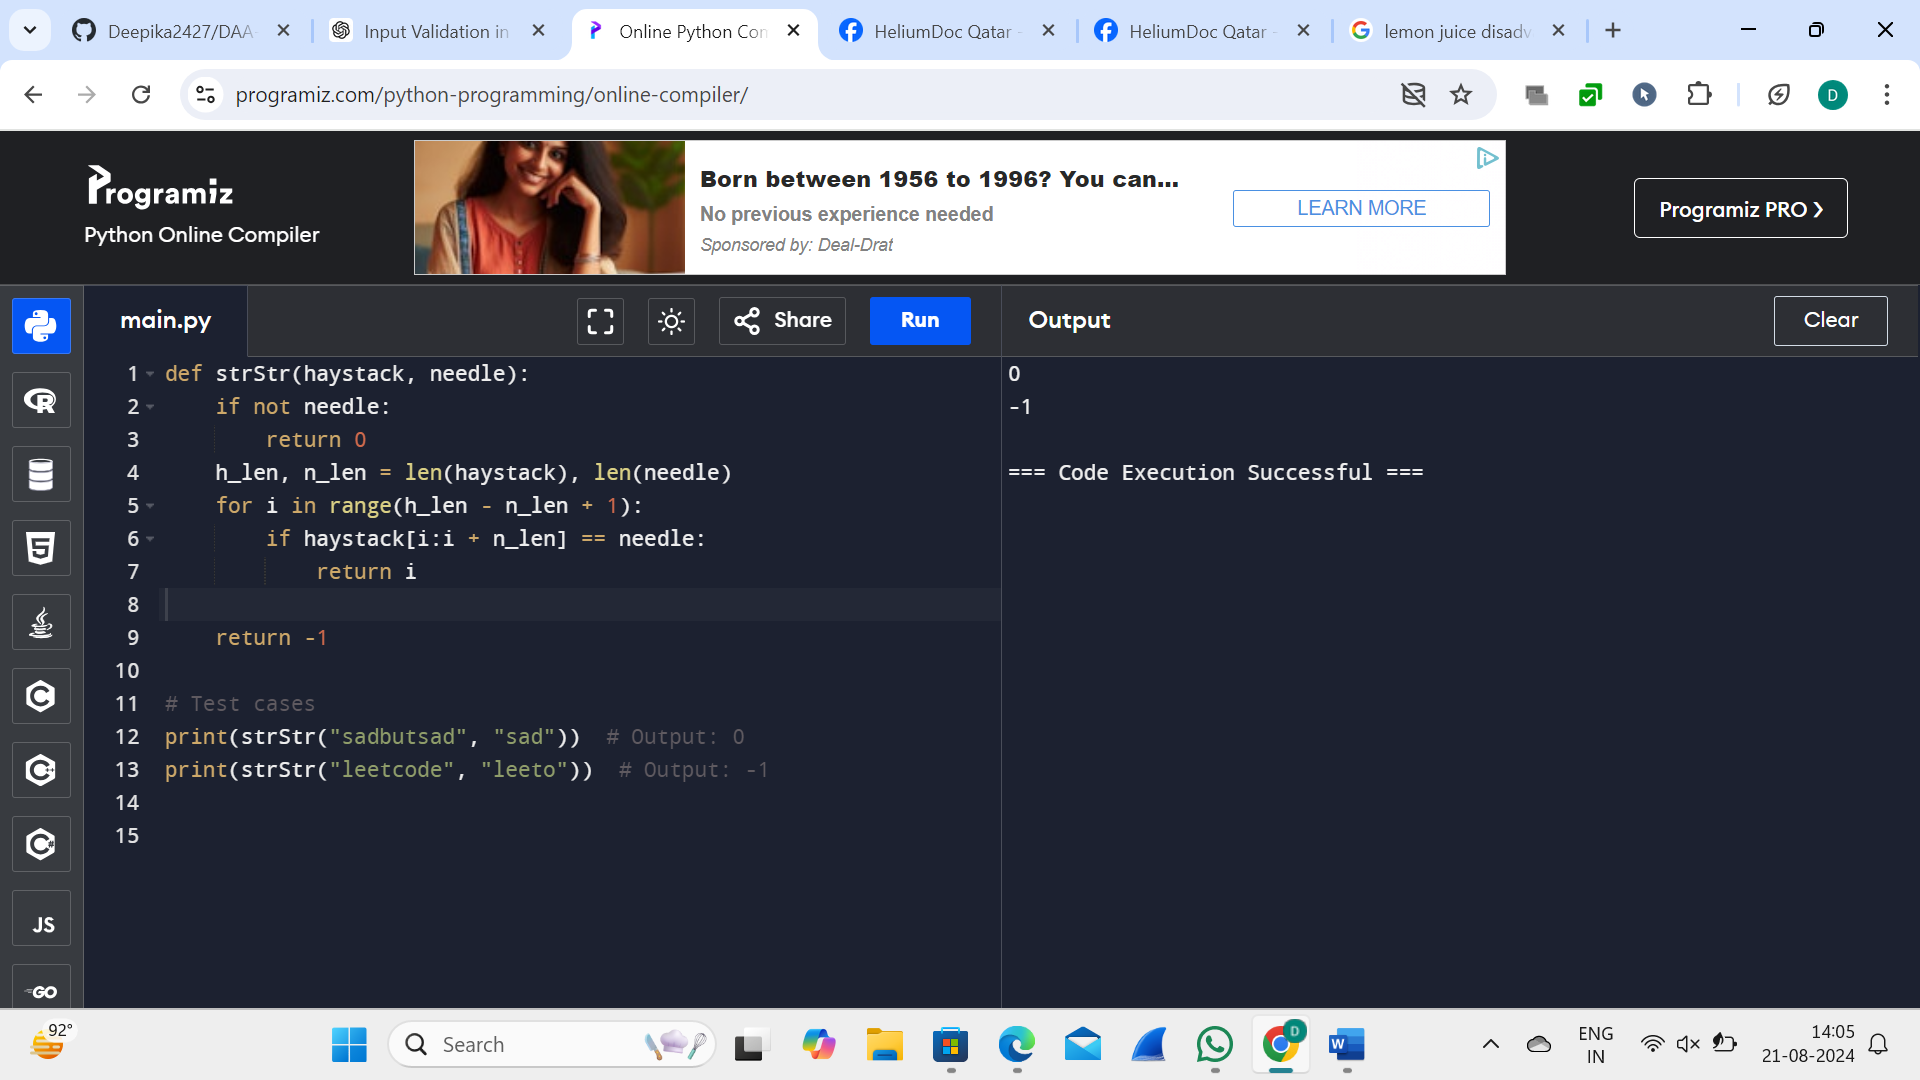 Deepika2427/DAA-
Input Validation in
Online Python Con
HeliumDoc Qatar -
HeliumDoc Qatar -
lemon juice disadv
programiz.com/python-programming/online-compiler/
D
Programiz
Python Online Compiler
Born between 1956 to 1996? You can...
No previous experience needed
Sponsored by: Deal-Drat
LEARN MORE
Programiz PRO ›
main.py
Share
Run
Output
Clear
1 def strStr(haystack, needle):
2     if not needle:
3         return 0
4     h_len, n_len = len(haystack), len(needle)
5     for i in range(h_len - n_len + 1):
6         if haystack[i:i + n_len] == needle:
7             return i
8
9     return -1
10
11 # Test cases
12 print(strStr("sadbutsad", "sad"))  # Output: 0
13 print(strStr("leetcode", "leeto"))  # Output: -1
14
15
0
-1
=== Code Execution Successful ===
R
5
C
C++
C#
JS
GO
92°
Search
D
W
ENG
IN
14:05
21-08-2024